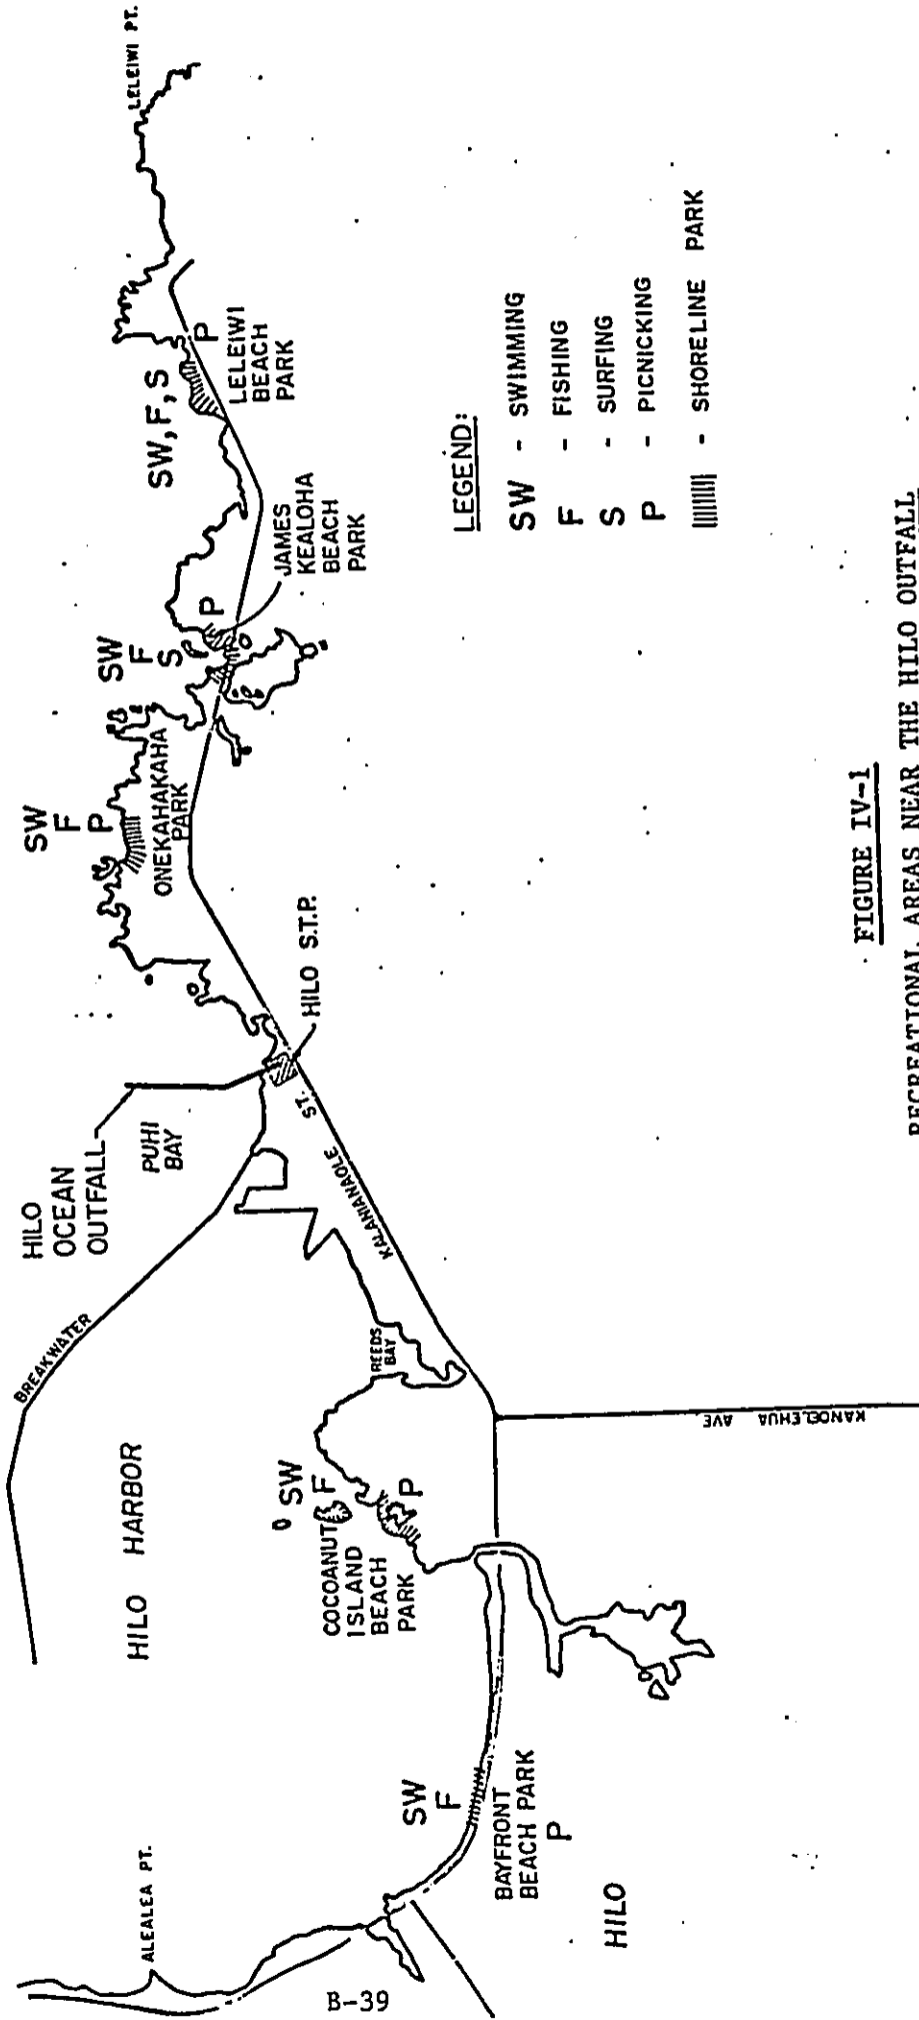 LELEIWI PT.
SW, F, S
P
LELEIWI
BEACH
PARK
SW
F
S
P
JAMES
KEALOHA
BEACH
PARK
SW
F
P
ONEKAHAKAHA
PARK
HILO S.T.P.
HILO
OCEAN
OUTFALL
PUHI
BAY
KALANIANAOLE ST.
BREAKWATER
REEDS
BAY
KANOELEHUA AVE
HILO HARBOR
SW
F
P
COCOANUT
ISLAND
BEACH
PARK
SW
F
BAYFRONT
BEACH PARK
P
ALEALEA PT.
HILO
LEGEND:
SW - SWIMMING
F - FISHING
S - SURFING
P - PICNICKING
- SHORELINE PARK
FIGURE IV-1
RECREATIONAL AREAS NEAR THE HILO OUTFALL
B-39